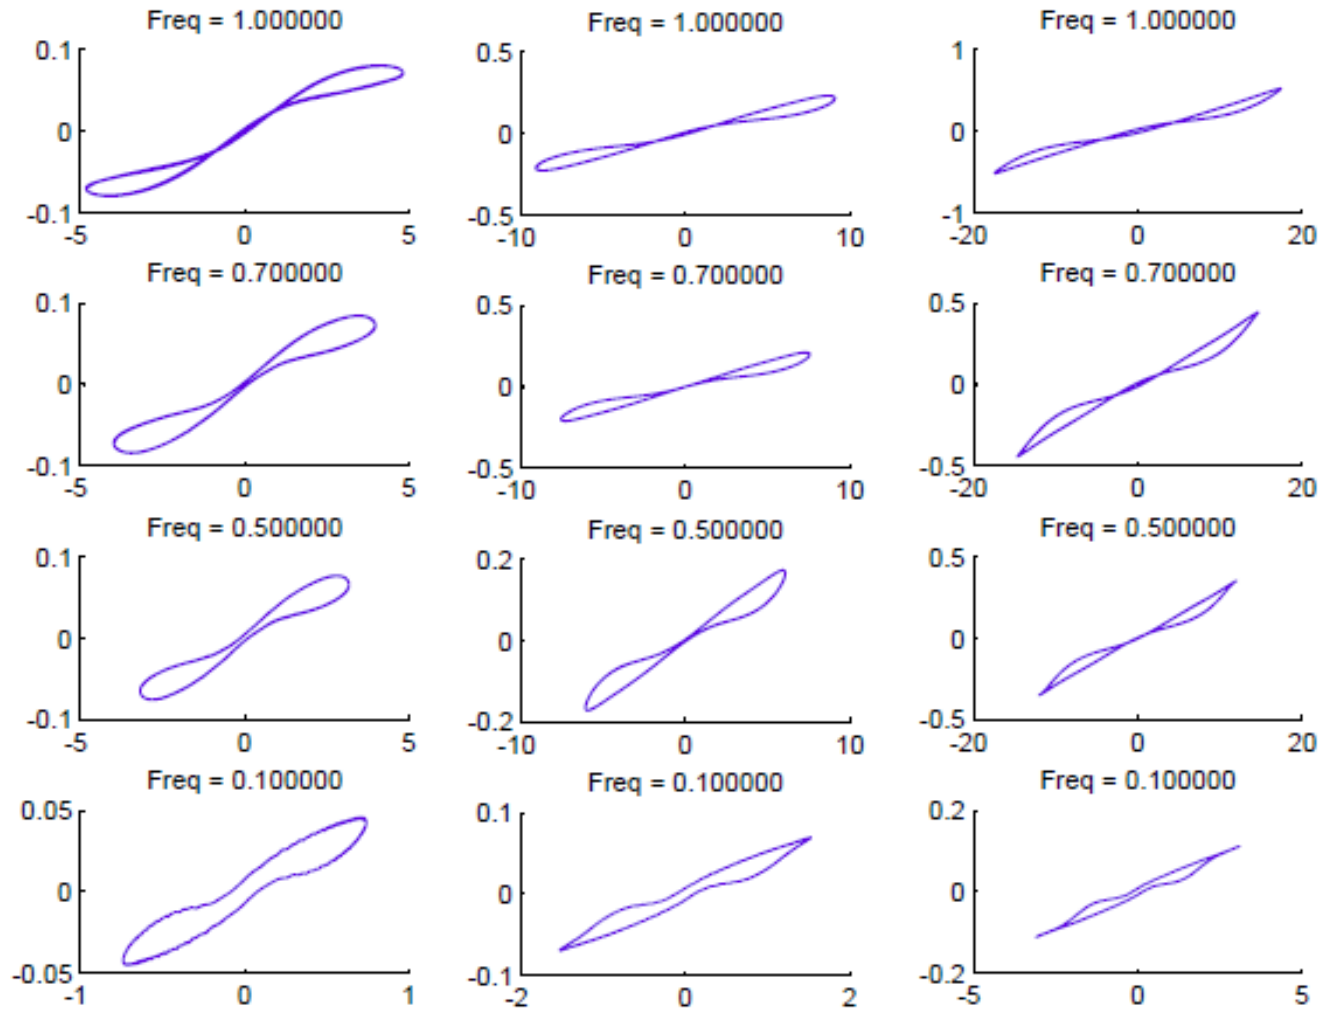 Freq = 1.000000 Freq = 1.000000 Freq = 1.000000
0.1 0.5 1
0 0 0
-0.1 -0.5 -1
-5 0 5 -10 0 10 -20 0 20
Freq = 0.700000 Freq = 0.700000 Freq = 0.700000
0.1 0.5 0.5
0 0 0
-0.1 -0.5 -0.5
-5 0 5 -10 0 10 -20 0 20
Freq = 0.500000 Freq = 0.500000 Freq = 0.500000
0.1 0.2 0.5
0 0 0
-0.1 -0.2 -0.5
-5 0 5 -10 0 10 -20 0 20
Freq = 0.100000 Freq = 0.100000 Freq = 0.100000
0.05 0.1 0.2
0 0 0
-0.05 -0.1 -0.2
-1 0 1 -2 0 2 -5 0 5